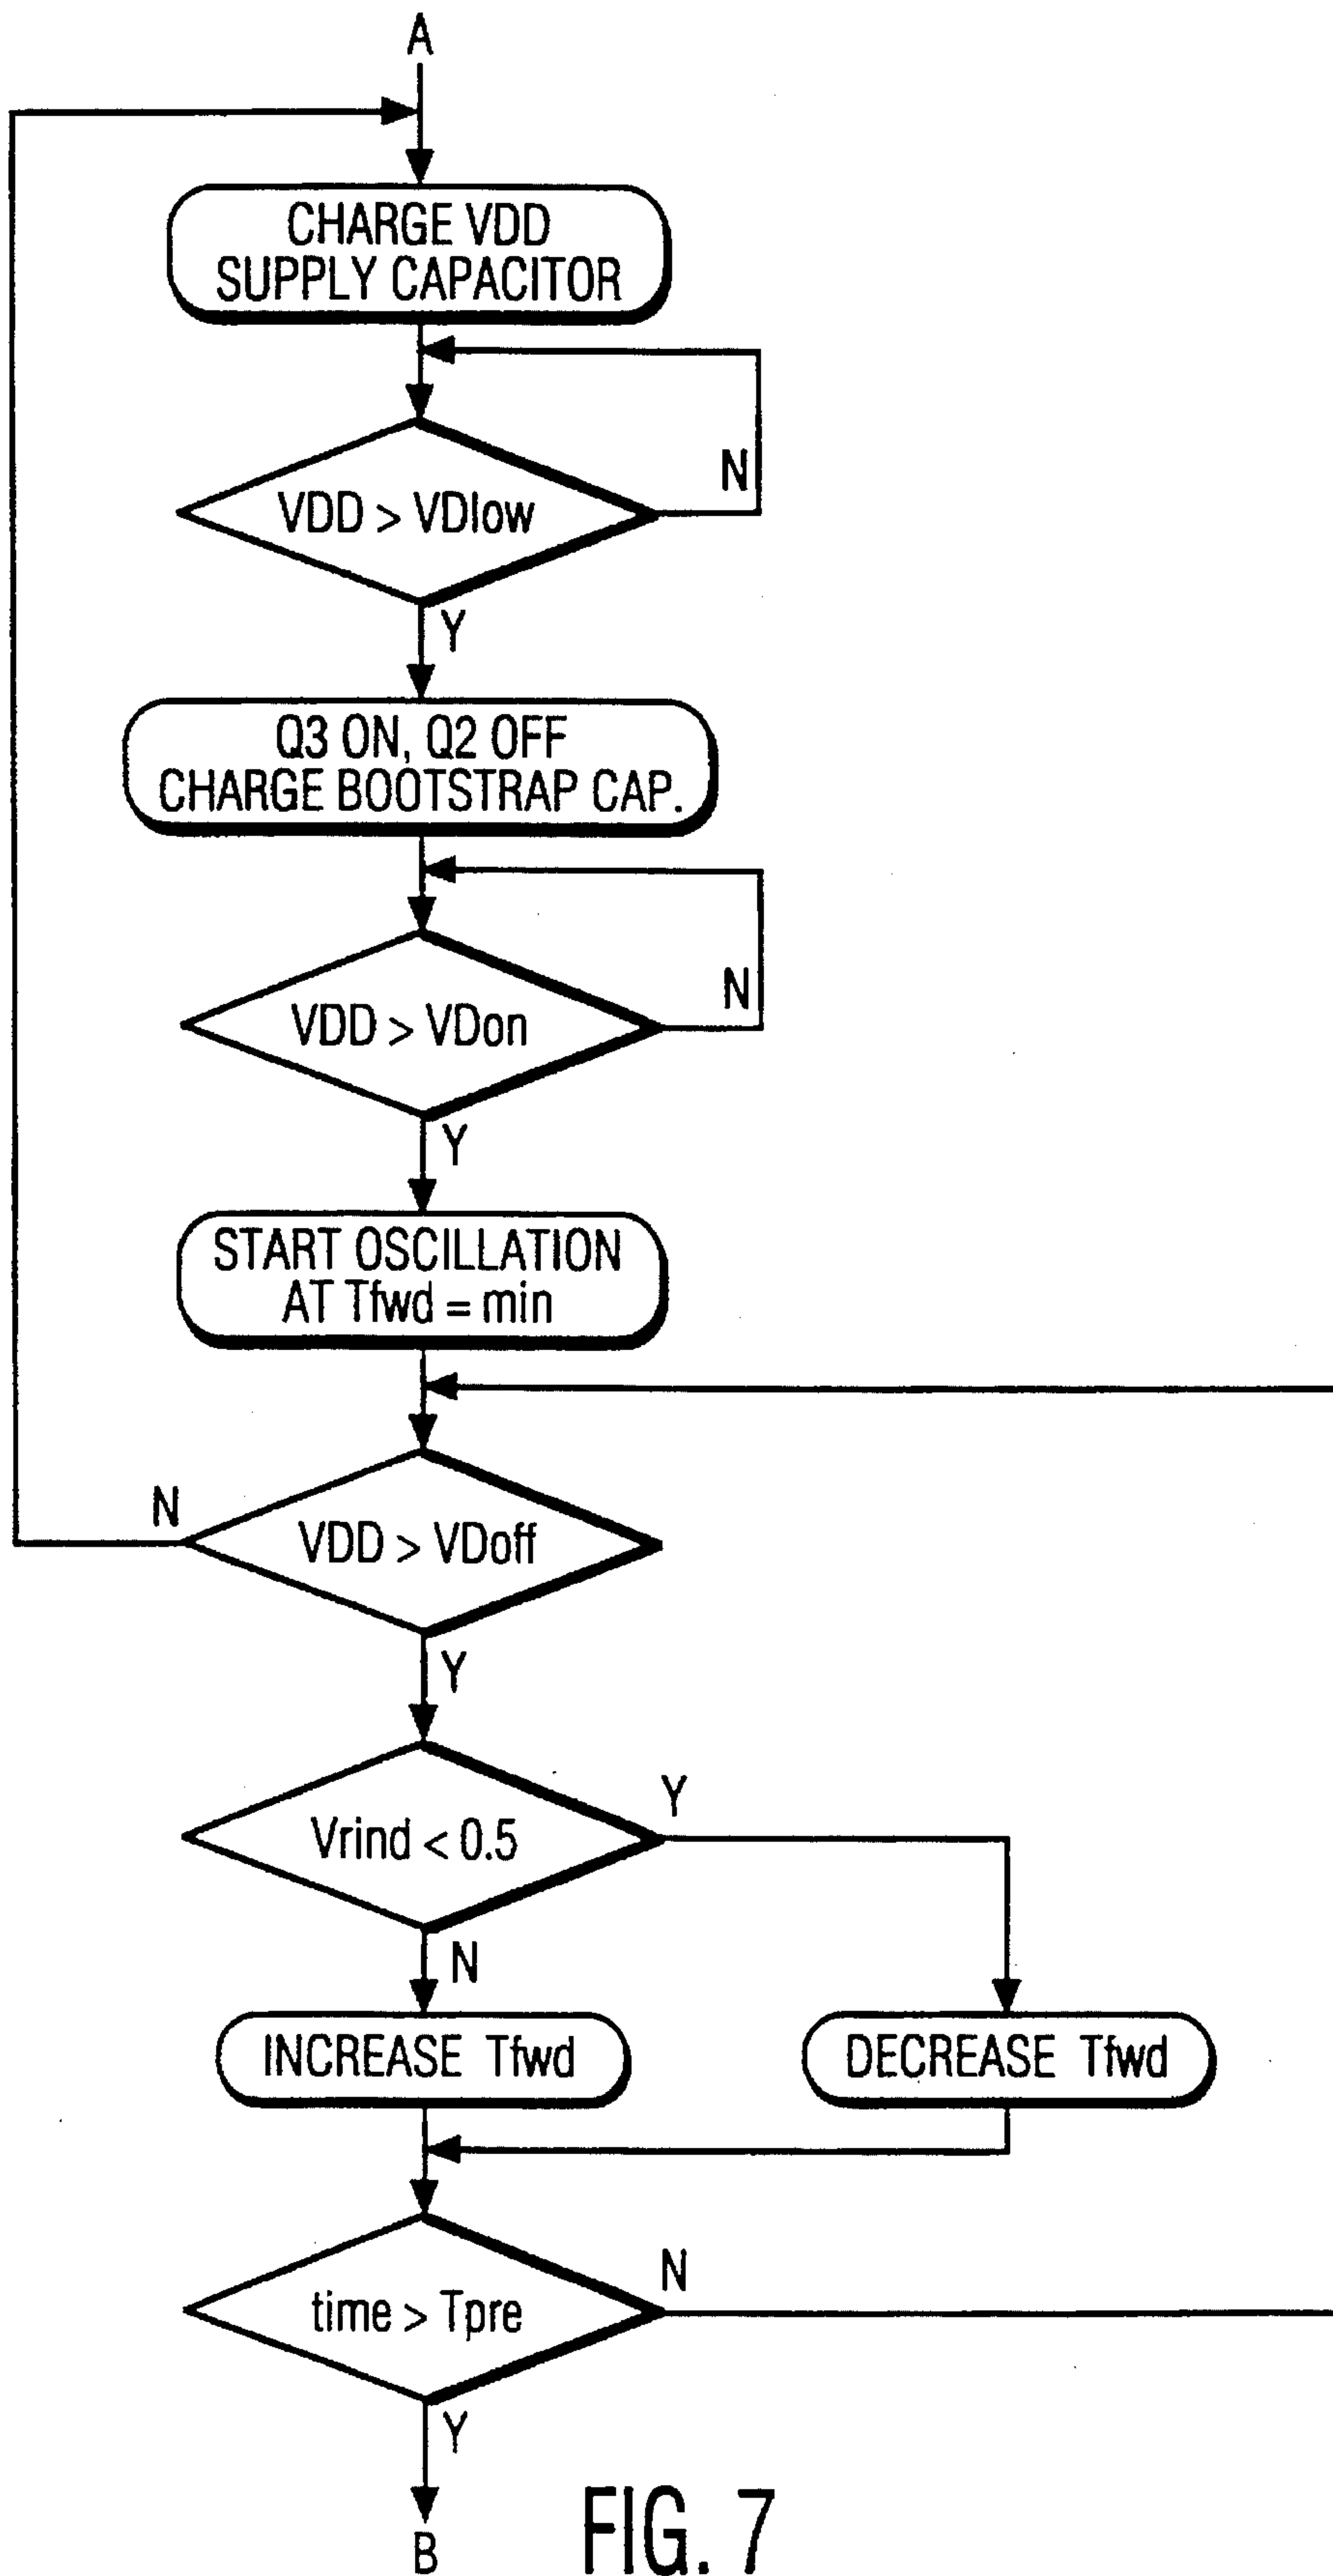 A
CHARGE VDD
SUPPLY CAPACITOR
VDD > VDlow
N
Y
Q3 ON, Q2 OFF
CHARGE BOOTSTRAP CAP.
VDD > VDon
N
Y
START OSCILLATION
AT Tfwd = min
N
VDD > VDoff
Y
Vrind < 0.5
Y
N
INCREASE Tfwd
DECREASE Tfwd
time > Tpre
N
Y
B
FIG. 7